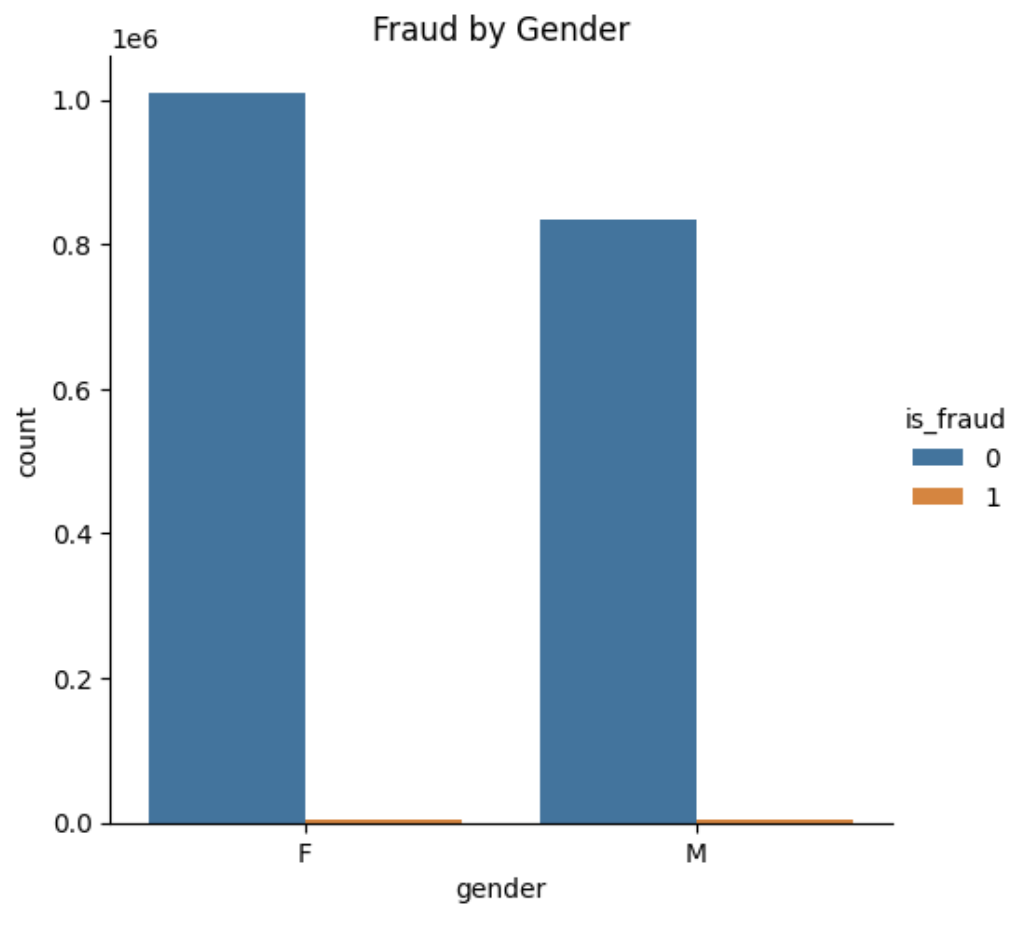 Fraud by Gender
1e6
1.0
0.8
0.6
0.4
0.2
0.0
count
F
M
gender
is_fraud
0
1